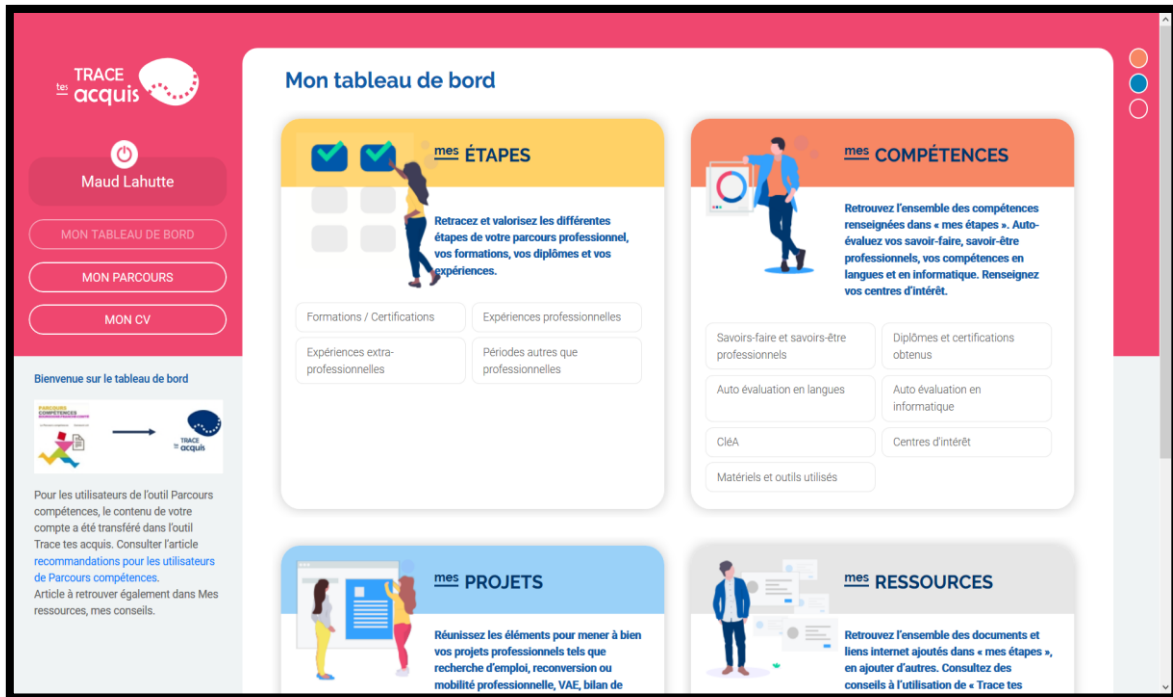 TRACE
tes acquis
Maud Lahutte
MON TABLEAU DE BORD
MON PARCOURS
MON CV
Bienvenue sur le tableau de bord
PARCOURS
COMPÉTENCES
TRACE
tes acquis
Pour les utilisateurs de l'outil Parcours
compétences, le contenu de votre
compte a été transféré dans l'outil
Trace tes acquis. Consulter l'article
recommandations pour les utilisateurs
de Parcours compétences.
Article à retrouver également dans Mes
ressources, mes conseils.
Mon tableau de bord
mes ÉTAPES
Retracez et valorisez les différentes
étapes de votre parcours professionnel,
vos formations, vos diplômes et vos
expériences.
Formations / Certifications
Expériences professionnelles
Expériences extra-
professionnelles
Périodes autres que
professionnelles
mes COMPÉTENCES
Retrouvez l'ensemble des compétences
renseignées dans « mes étapes ». Auto-
évaluez vos savoir-faire, savoir-être
professionnels, vos compétences en
langues et en informatique. Renseignez
vos centres d'intérêt.
Savoirs-faire et savoirs-être
professionnels
Diplômes et certifications
obtenus
Auto évaluation en langues
Auto évaluation en
informatique
CléA
Centres d'intérêt
Matériels et outils utilisés
mes PROJETS
Réunissez les éléments pour mener à bien
vos projets professionnels tels que
recherche d'emploi, reconversion ou
mobilité professionnelle, VAE, bilan de
mes RESSOURCES
Retrouvez l'ensemble des documents et
liens internet ajoutés dans « mes étapes »,
en ajouter d'autres. Consultez des
conseils à l'utilisation de « Trace tes